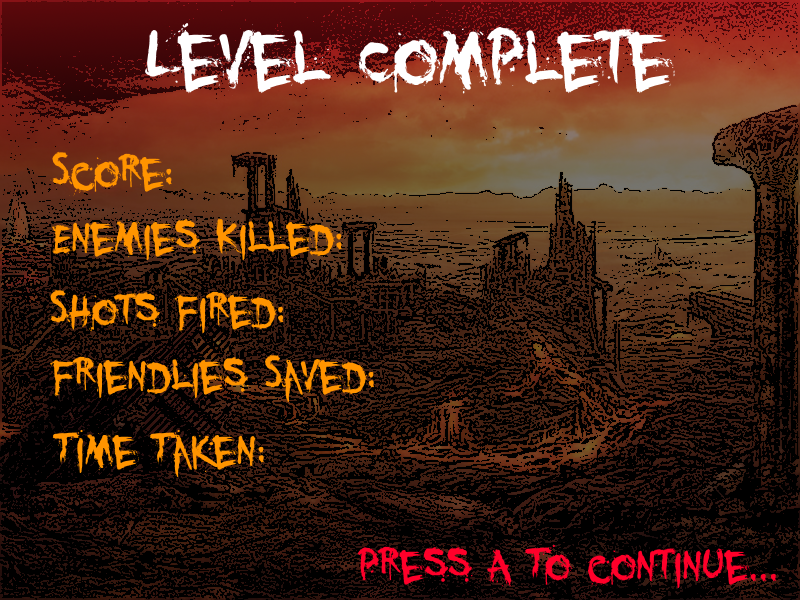 LEVEL COMPLETE
SCORE:
ENEMIES KILLED:
SHOTS FIRED:
FRIENDLIES SAVED:
TIME TAKEN:
PRESS A TO CONTINUE...